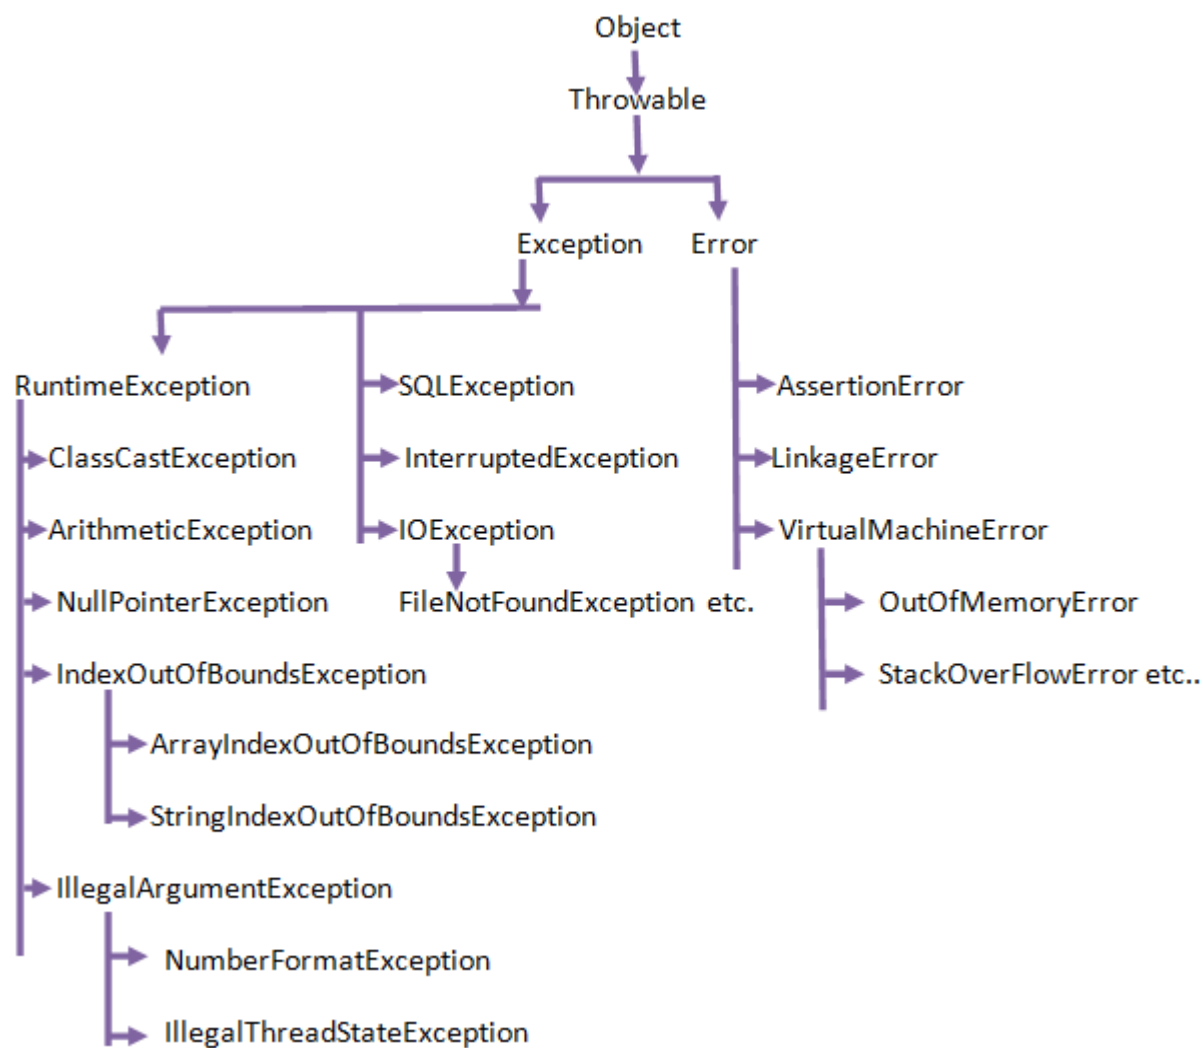 Object
Throwable
Exception Error
RuntimeException SQLException AssertionError
ClassCastException InterruptedException LinkageError
ArithmeticException IOException VirtualMachineError
NullPointerException FileNotFoundException etc. OutOfMemoryError
IndexOutOfBoundsException StackOverFlowError etc..
ArrayIndexOutOfBoundsException
StringIndexOutOfBoundsException
IllegalArgumentException
NumberFormatException
IllegalThreadStateException